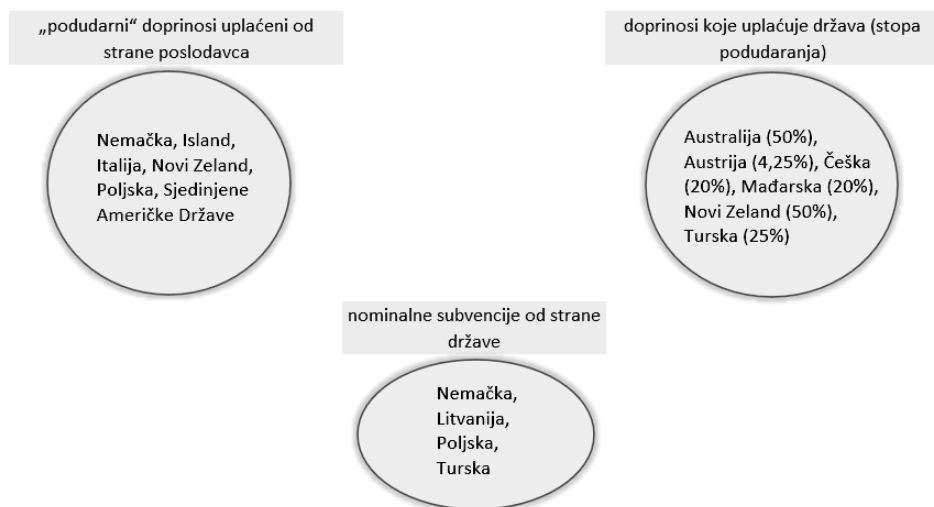 „podudarni“ doprinosi uplaćeni od
strane poslodavca
Nemačka, Island,
Italija, Novi Zeland,
Poljska, Sjedinjene
Američke Države
doprinosi koje uplaćuje država (stopa
podudaranja)
Australija (50%),
Austrija (4,25%), Češka
(20%), Mađarska (20%),
Novi Zeland (50%),
Turska (25%)
nominalne subvencije od strane
države
Nemačka,
Litvanija,
Poljska,
Turska